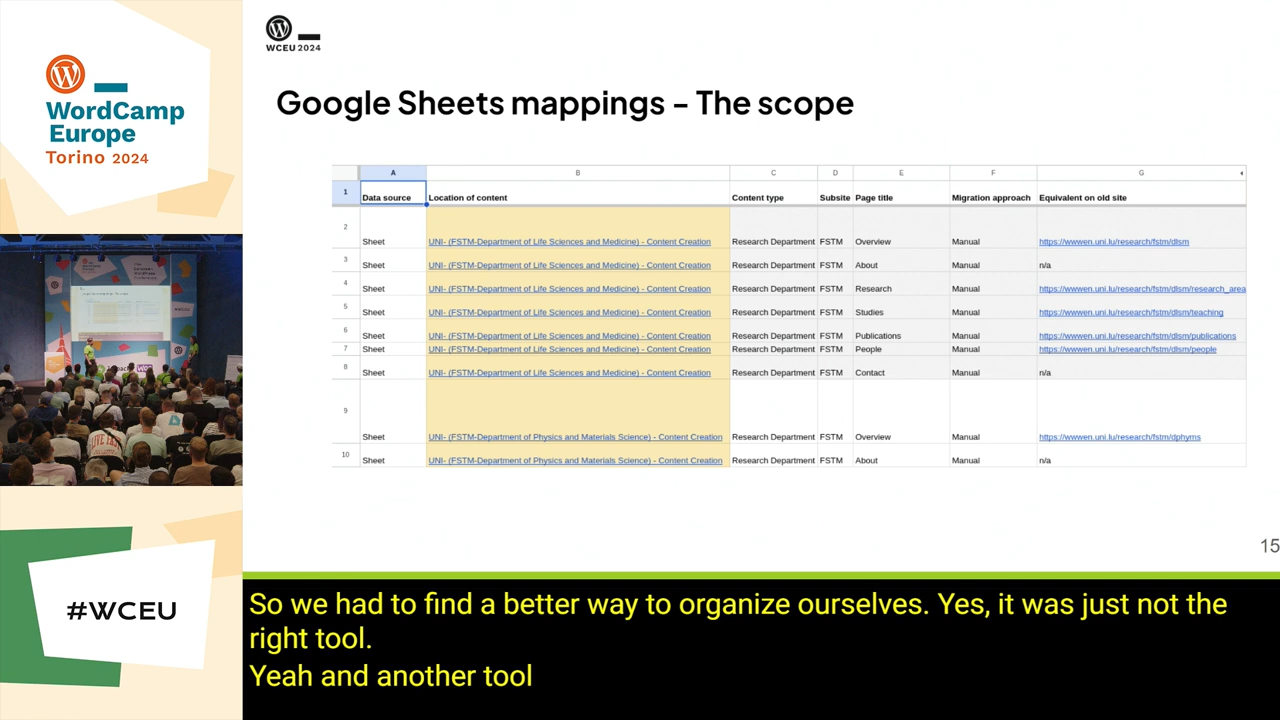 WordCamp
Europe
Torino 2024
#WCEU
WCEU 2024
Google Sheets mappings – The scope
A B C D E F G
1 Data source Location of content Content type Subsite Page title Migration approach Equivalent on old site
2 Sheet UNI- (FSTM-Department of Life Sciences and Medicine) - Content Creation Research Department FSTM Overview Manual https://wwwen.uni.lu/research/fstm/dlsm
3 Sheet UNI- (FSTM-Department of Life Sciences and Medicine) - Content Creation Research Department FSTM About Manual n/a
4 Sheet UNI- (FSTM-Department of Life Sciences and Medicine) - Content Creation Research Department FSTM Research Manual https://wwwen.uni.lu/research/fstm/dlsm/research_area
5 Sheet UNI- (FSTM-Department of Life Sciences and Medicine) - Content Creation Research Department FSTM Studies Manual https://wwwen.uni.lu/research/fstm/dlsm/teaching
6 Sheet UNI- (FSTM-Department of Life Sciences and Medicine) - Content Creation Research Department FSTM Publications Manual https://wwwen.uni.lu/research/fstm/dlsm/publications
7 Sheet UNI- (FSTM-Department of Life Sciences and Medicine) - Content Creation Research Department FSTM People Manual https://wwwen.uni.lu/research/fstm/dlsm/people
8 Sheet UNI- (FSTM-Department of Life Sciences and Medicine) - Content Creation Research Department FSTM Contact Manual n/a
9 Sheet UNI- (FSTM-Department of Physics and Materials Science) - Content Creation Research Department FSTM Overview Manual https://wwwen.uni.lu/research/fstm/dphyms
10 Sheet UNI- (FSTM-Department of Physics and Materials Science) - Content Creation Research Department FSTM About Manual n/a
15
So we had to find a better way to organize ourselves. Yes, it was just not the
right tool.
Yeah and another tool